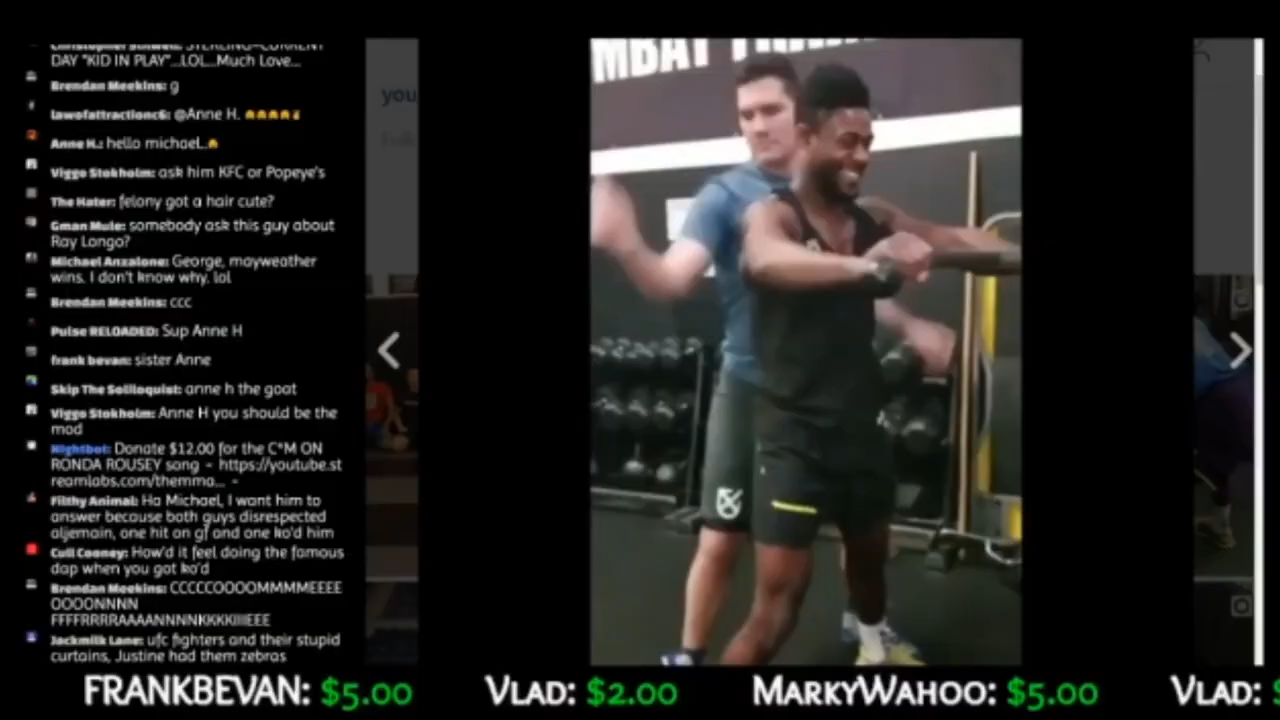 DAY "KID IN PLAY"...LOL...Much Love...
Brendan Meekins: g
lawofattraction66: @Anne H.
Anne H.: hello michael..
Viggo Stokholm: ask him KFC or Popeye's
The Hater: felony got a hair cute?
Gman Mule: somebody ask this guy about
Ray Longo?
Michael Anzalone: George, mayweather
wins. I don't know why, lol
Brendan Meekins: ccc
Pulse RELOADED: Sup Anne H
frank bevan: sister Anne
Skip The Soliloquist: anne h the goat
Viggo Stokholm: Anne H you should be the
mod
Nightbot: Donate $12.00 for the C*M ON
RONDA ROUSEY song - https://youtube.st
reamlabs.com/themma... -
Filthy Animal: Ha Michael, I want him to
answer because both guys disrespected
aljemain, one hit on gf and one ko'd him
Cull Cooney: How'd it feel doing the famous
dap when you got ko'd
Brendan Meekins: CCCCCOOOOMMMMEEEE
OOOONNNN
FFFFRRRRAAAANNNNKKKKIIIIEEE
Jackmilk Lane: ufc fighters and their stupid
curtains, Justine had them zebras
you
MBAT
FRANKBEVAN: $5.00 VLAD: $2.00 MARKYWAHOO: $5.00 VLAD: $